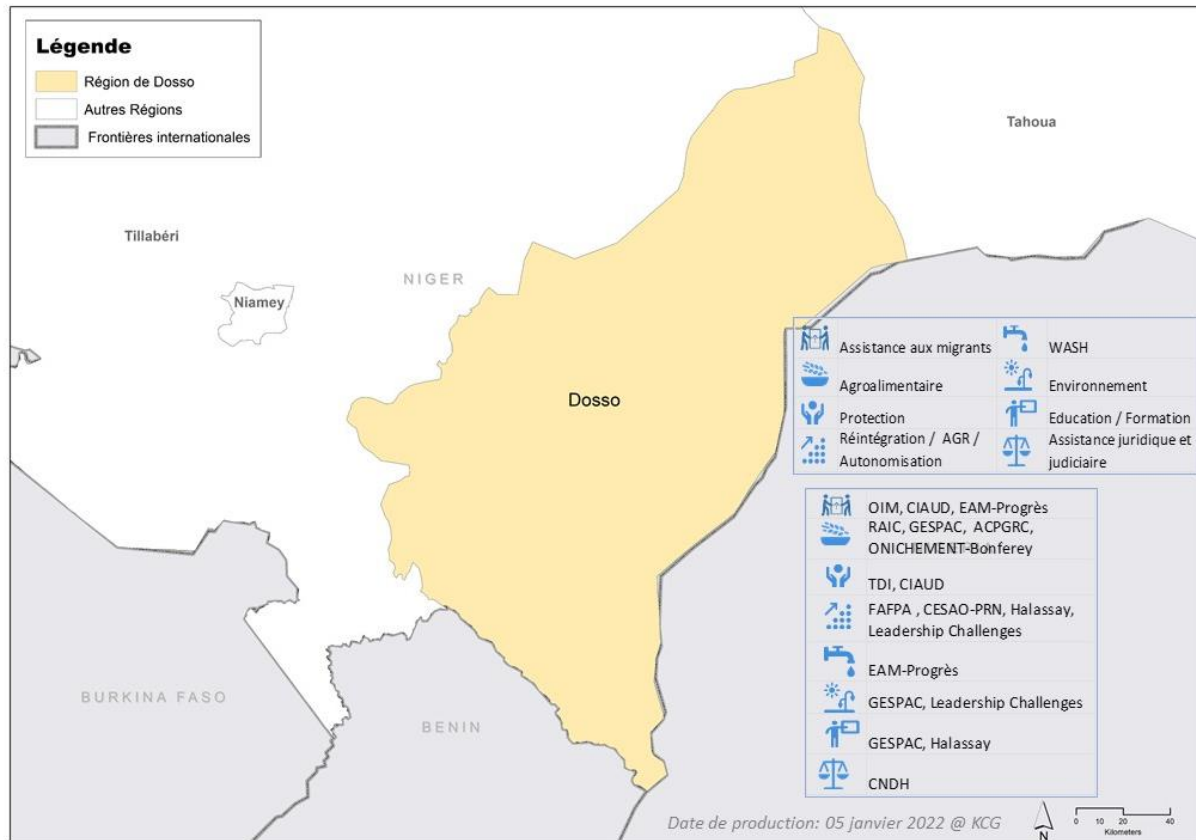 Légende
Région de Dosso
Autres Régions
Frontières internationales
Tahoua
Tillabéri
NIGER
Niamey
Dosso
Assistance aux migrants
WASH
Agroalimentaire
Environnement
Protection
Education / Formation
Réintégration / AGR /
Autonomisation
Assistance juridique et
judiciaire
OIM, CIAUD, EAM-Progrès
RAIC, GESPAC, ACPGRC,
ONICHEMENT-Bonferey
TDI, CIAUD
FAFPA , CESAO-PRN, Halassay,
Leadership Challenges
EAM-Progrès
GESPAC, Leadership Challenges
GESPAC, Halassay
CNDH
BURKINA FASO
BENIN
Date de production: 05 janvier 2022 @ KCG
N
0 10 20 40
Kilometers